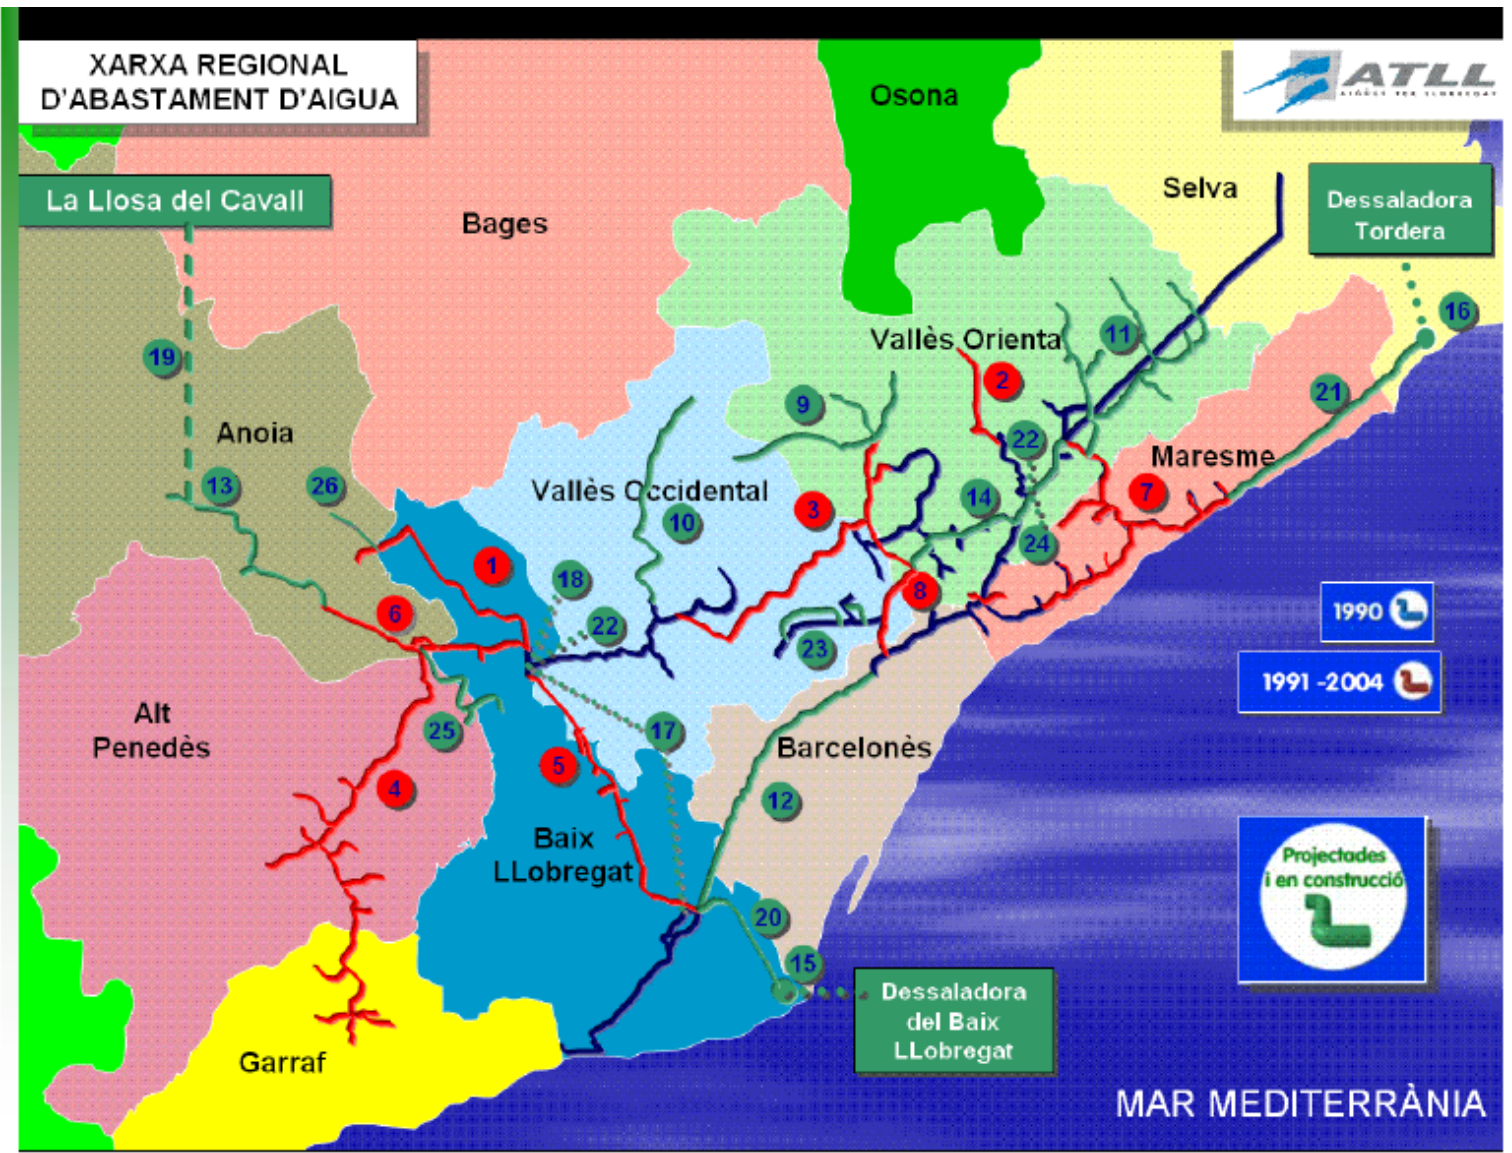 XARXA REGIONAL
D'ABASTAMENT D'AIGUA
ATLL
AIGÜES TER LLOBREGAT
Osona
Selva
Dessaladora
Tordera
La Llosa del Cavall
Bages
16
Vallès Orienta
11
19
2
21
9
Anoia
22
Maresme
13
26
Vallès Occidental
7
14
3
10
24
1
18
8
6
22
1990
23
1991 -2004
Alt
Penedès
25
17
Barcelonès
5
4
12
Baix
LLobregat
Projectades
i en construcció
20
15
Dessaladora
del Baix
LLobregat
Garraf
MAR MEDITERRÀNIA